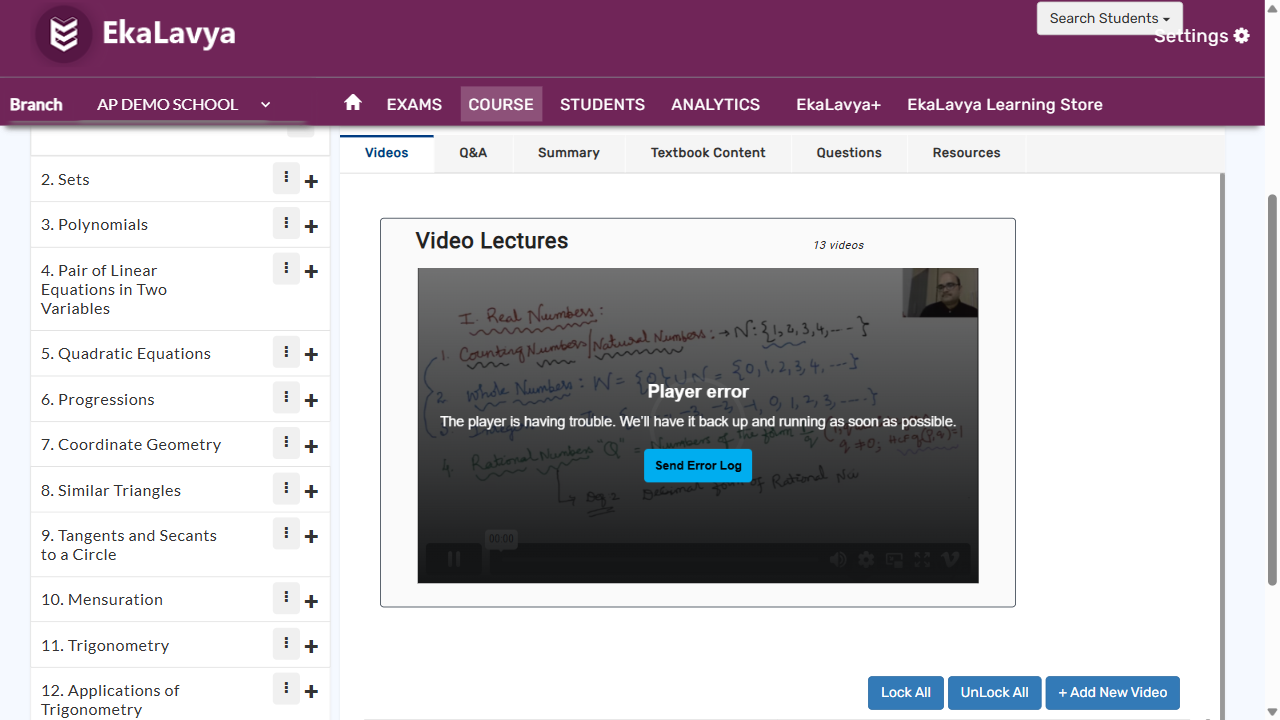 EkaLavya
Search Students
Settings
Branch
AP DEMO SCHOOL
EXAMS
COURSE
STUDENTS
ANALYTICS
EkaLavya+
EkaLavya Learning Store
2. Sets
3. Polynomials
4. Pair of Linear
Equations in Two
Variables
5. Quadratic Equations
6. Progressions
7. Coordinate Geometry
8. Similar Triangles
9. Tangents and Secants
to a Circle
10. Mensuration
11. Trigonometry
12. Applications of
Trigonometry
Videos
Q&A
Summary
Textbook Content
Questions
Resources
Video Lectures
13 videos
I. Real Numbers:
1. Counting Numbers/Natural Numbers: → N: {1, 2, 3, 4, ----}
2. Whole Numbers: W = {0} ∪ N = {0, 1, 2, 3, 4, ---}
Player error
The player is having trouble. We'll have it back up and running as soon as possible.
4. Rational Numbers "Q" = Numbers of the form
Send Error Log
00:00
Lock All
UnLock All
+ Add New Video